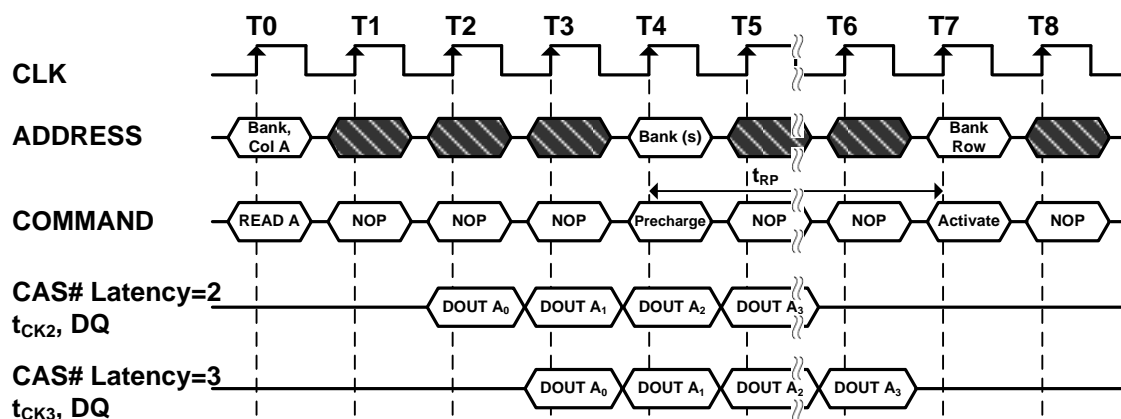 T0 T1 T2 T3 T4 T5 T6 T7 T8
CLK
ADDRESS Bank, Col A Bank (s) Bank Row
tRP
COMMAND READ A NOP NOP NOP Precharge NOP NOP Activate NOP
CAS# Latency=2
tCK2, DQ DOUT A0 DOUT A1 DOUT A2 DOUT A3
CAS# Latency=3
tCK3, DQ DOUT A0 DOUT A1 DOUT A2 DOUT A3